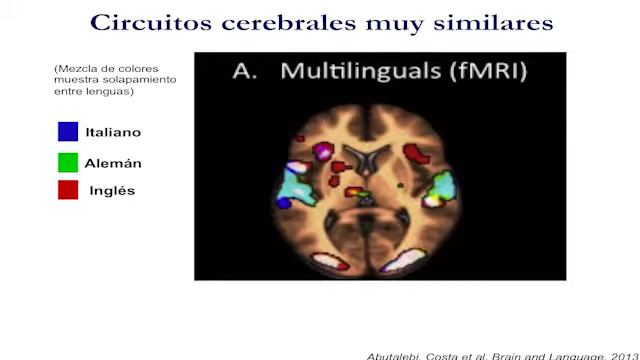 Circuitos cerebrales muy similares
(Mezcla de colores
muestra solapamiento
entre lenguas)
A. Multilinguals (fMRI)
Italiano
Alemán
Inglés
Abutalebi, Costa et al. Brain and Language, 2013